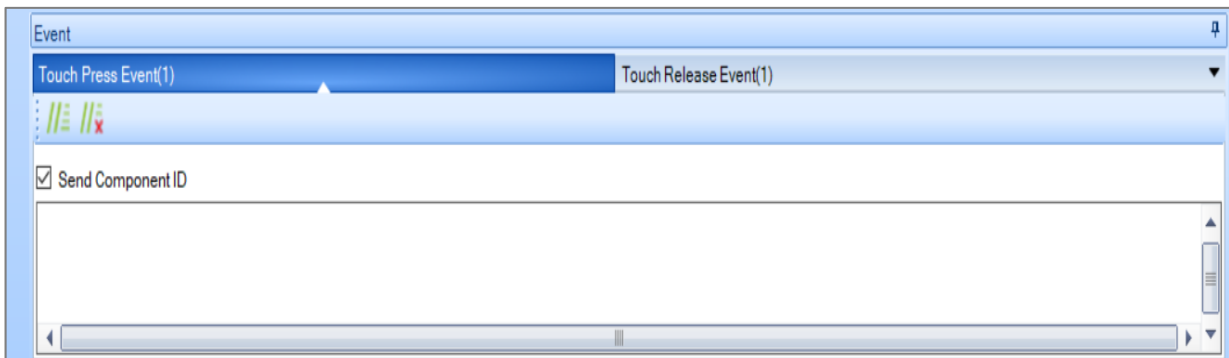 Event
Touch Press Event(1) Touch Release Event(1)
Send Component ID